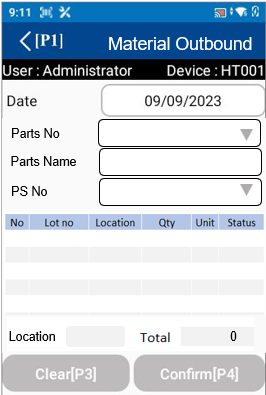 9:11
[P1] Material Outbound
User : Administrator Device : HT001
Date 09/09/2023
Parts No
Parts Name
PS No
No Lot no Location Qty Unit Status
Location Total 0
Clear[P3] Confirm[P4]